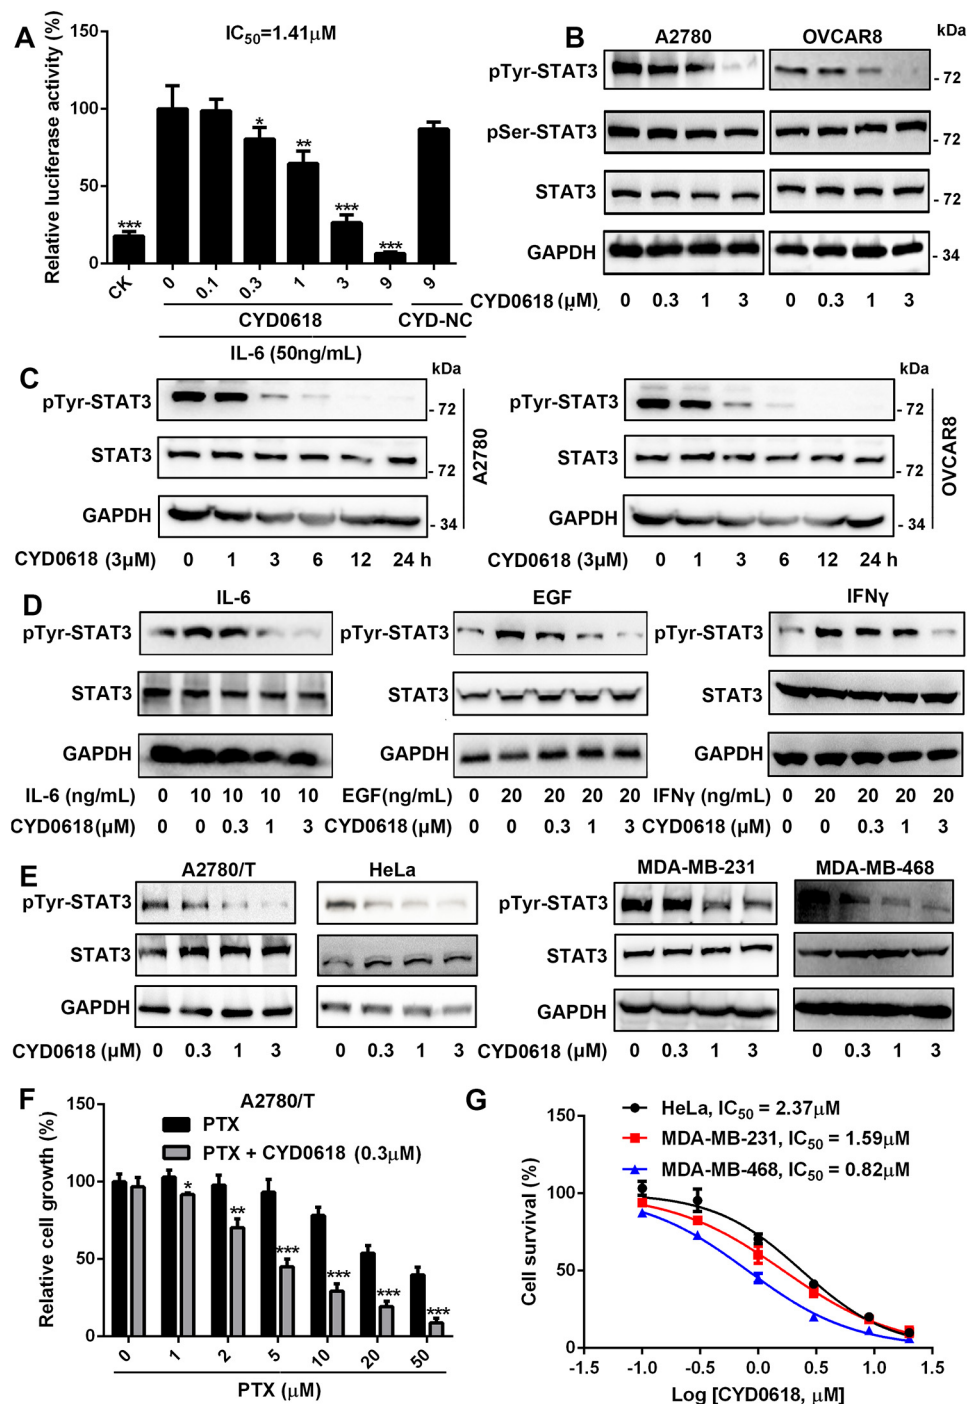 A
IC50=1.41μM
Relative luciferase activity (%)
150
100
50
0
***
*
**
***
***
CK
0
0.1
0.3
1
3
9
9
CYD0618
CYD-NC
IL-6 (50ng/mL)
B
A2780
OVCAR8
kDa
pTyr-STAT3
- 72
pSer-STAT3
- 72
STAT3
- 72
GAPDH
- 34
CYD0618 (μM)
0 0.3 1 3 0 0.3 1 3
C
kDa
pTyr-STAT3
- 72
STAT3
- 72
GAPDH
- 34
A2780
CYD0618 (3μM) 0 1 3 6 12 24 h
kDa
pTyr-STAT3
- 72
STAT3
- 72
GAPDH
- 34
OVCAR8
CYD0618 (3μM) 0 1 3 6 12 24 h
D
IL-6
pTyr-STAT3
STAT3
GAPDH
IL-6 (ng/mL) 0 10 10 10 10
CYD0618(μM) 0 0 0.3 1 3
EGF
pTyr-STAT3
STAT3
GAPDH
EGF(ng/mL) 0 20 20 20 20
CYD0618 (μM) 0 0 0.3 1 3
IFNγ
pTyr-STAT3
STAT3
GAPDH
IFNγ (ng/mL) 0 20 20 20 20
CYD0618 (μM) 0 0 0.3 1 3
E
A2780/T
HeLa
pTyr-STAT3
STAT3
GAPDH
CYD0618 (μM) 0 0.3 1 3 0 0.3 1 3
MDA-MB-231
MDA-MB-468
pTyr-STAT3
STAT3
GAPDH
CYD0618 (μM) 0 0.3 1 3 0 0.3 1 3
F
A2780/T
PTX
PTX + CYD0618 (0.3μM)
Relative cell growth (%)
150
100
50
0
*
**
***
***
***
***
0
1
2
5
10
20
50
PTX (μM)
G
HeLa, IC50 = 2.37μM
MDA-MB-231, IC50 = 1.59μM
MDA-MB-468, IC50 = 0.82μM
Cell survival (%)
150
100
50
0
-1.5 -1.0 -0.5 0.0 0.5 1.0 1.5
Log [CYD0618, μM]